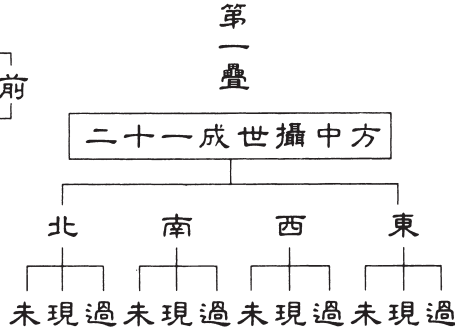 第一疊
方中攝世成一十二
東 西 南 北
過現未 過現未 過現未 過現未
前